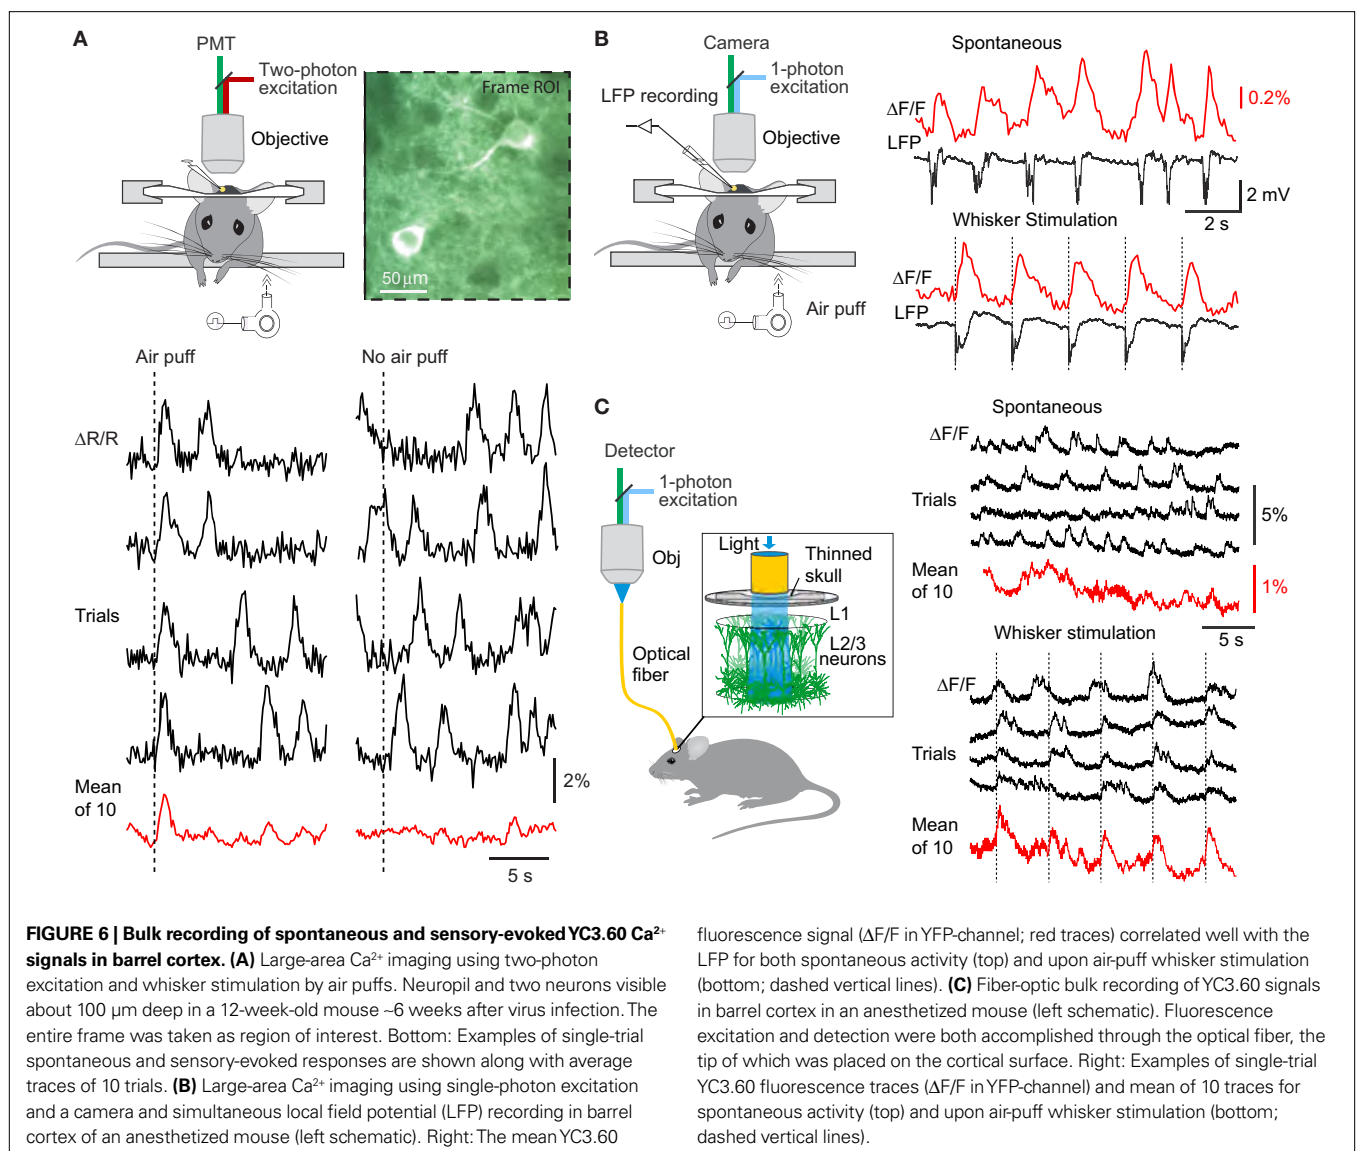 A
PMT
Two-photon
excitation
Objective
Frame ROI
50 µm
Air puff
No air puff
ΔR/R
Trials
Mean
of 10
2%
5 s
B
Camera
1-photon
excitation
LFP recording
Objective
Air puff
Spontaneous
ΔF/F
0.2%
LFP
2 mV
2 s
Whisker Stimulation
ΔF/F
LFP
C
Detector
1-photon
excitation
Obj
Optical
fiber
Light
Thinned
skull
L1
L2/3
neurons
Spontaneous
ΔF/F
Trials
5%
Mean
of 10
1%
5 s
Whisker stimulation
ΔF/F
Trials
Mean
of 10
FIGURE 6 | Bulk recording of spontaneous and sensory-evoked YC3.60 Ca²⁺
signals in barrel cortex. (A) Large-area Ca²⁺ imaging using two-photon
excitation and whisker stimulation by air puffs. Neuropil and two neurons visible
about 100 µm deep in a 12-week-old mouse ~6 weeks after virus infection. The
entire frame was taken as region of interest. Bottom: Examples of single-trial
spontaneous and sensory-evoked responses are shown along with average
traces of 10 trials. (B) Large-area Ca²⁺ imaging using single-photon excitation
and a camera and simultaneous local field potential (LFP) recording in barrel
cortex of an anesthetized mouse (left schematic). Right: The mean YC3.60
fluorescence signal (ΔF/F in YFP-channel; red traces) correlated well with the
LFP for both spontaneous activity (top) and upon air-puff whisker stimulation
(bottom; dashed vertical lines). (C) Fiber-optic bulk recording of YC3.60 signals
in barrel cortex in an anesthetized mouse (left schematic). Fluorescence
excitation and detection were both accomplished through the optical fiber, the
tip of which was placed on the cortical surface. Right: Examples of single-trial
YC3.60 fluorescence traces (ΔF/F in YFP-channel) and mean of 10 traces for
spontaneous activity (top) and upon air-puff whisker stimulation (bottom;
dashed vertical lines).